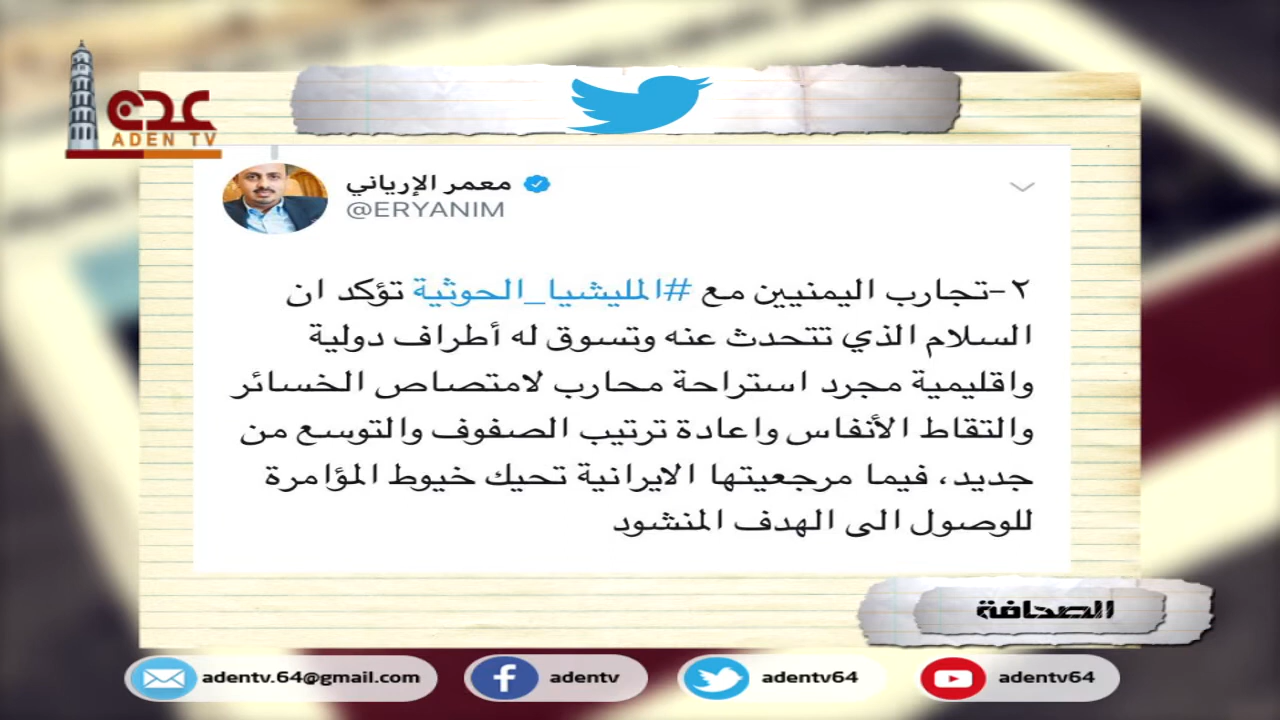 عدن
ADEN TV
معمر الإرياني
@ERYANIM
٢-تجارب اليمنيين مع #المليشيا_الحوثية تؤكد ان
السلام الذي تتحدث عنه وتسوق له أطراف دولية
واقليمية مجرد استراحة محارب لامتصاص الخسائر
والتقاط الأنفاس واعادة ترتيب الصفوف والتوسع من
جديد، فيما مرجعيتها الايرانية تحيك خيوط المؤامرة
للوصول الى الهدف المنشود
الصحافة
adentv.64@gmail.com
adentv
adentv64
adentv64